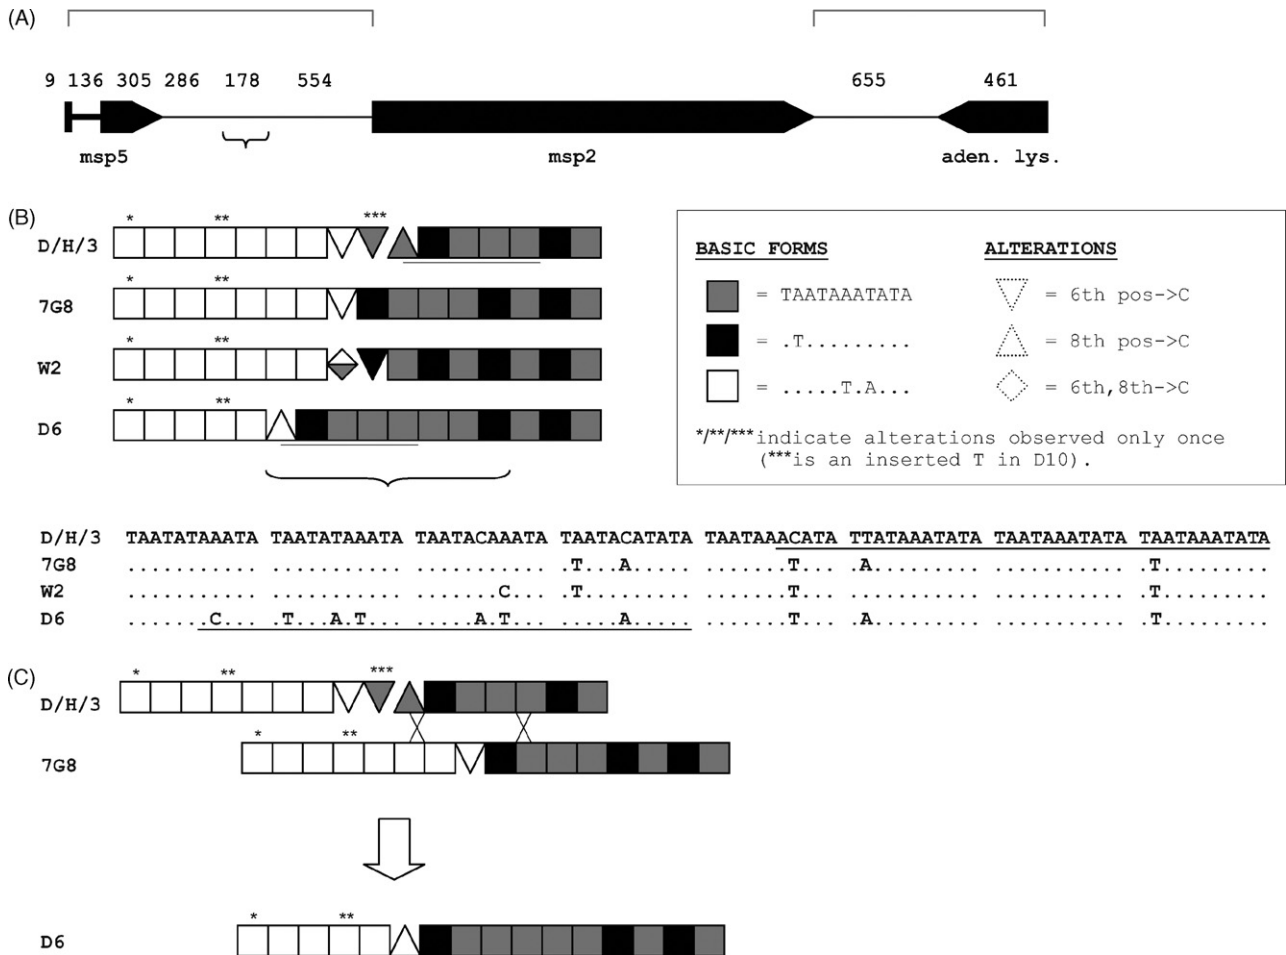 (A)
9 136 305 286 178 554 655 461
msp5 msp2 aden. lys.
(B)
* ** ***
D/H/3
* **
7G8
* **
W2
* **
D6
BASIC FORMS ALTERATIONS
= TAATAAATATA = 6th pos->C
= .T......... = 8th pos->C
= .....T.A... = 6th,8th->C
*/**/*** indicate alterations observed only once
(*** is an inserted T in D10).
D/H/3 TAATATAAATA TAATATAAATA TAATACAAATA TAATACATATA TAATAAACATA TTATAAATATA TAATAAATATA TAATAAATATA
7G8 ........... ........... ........... .T...A..... .......T... A.......... ........... .T.........
W2 ........... ........... .......C... .T......... .......T... ........... ........... .T.........
D6 .......C... .T...A.T... .....A.T... .....A..... .......T... .A......... ........... .T.........
(C)
* ** ***
D/H/3
* **
7G8
* **
D6